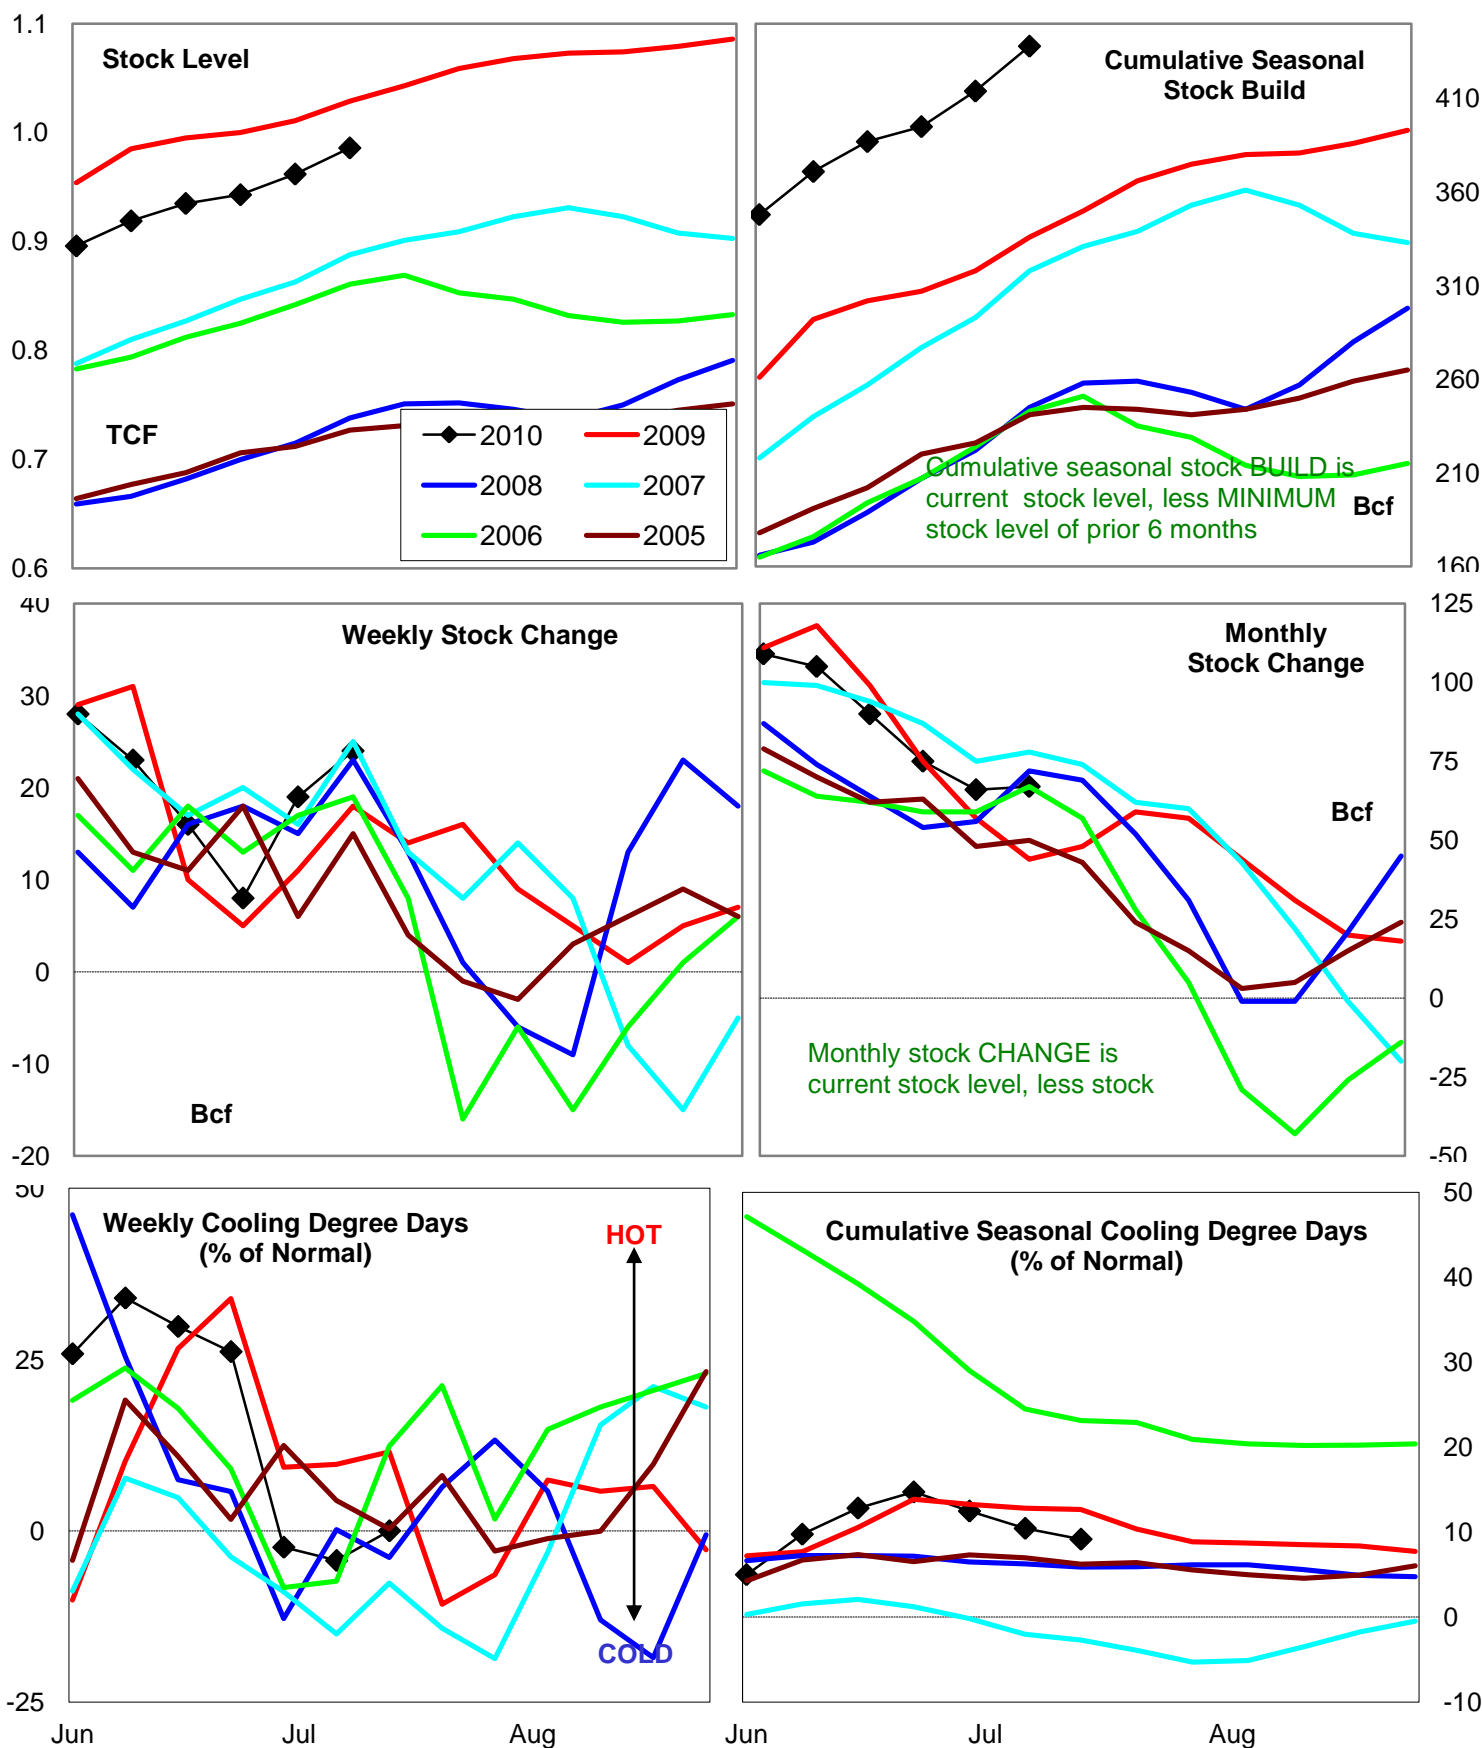 1.1
1.0
0.9
0.8
0.7
0.6
Stock Level
TCF
2010
2009
2008
2007
2006
2005
Cumulative Seasonal
Stock Build
410
360
310
260
210
160
Cumulative seasonal stock BUILD is
current stock level, less MINIMUM
stock level of prior 6 months
Bcf
40
30
20
10
0
-10
-20
Weekly Stock Change
Bcf
Monthly
Stock Change
125
100
75
50
25
0
-25
-50
Bcf
Monthly stock CHANGE is
current stock level, less stock
50
25
0
-25
Weekly Cooling Degree Days
(% of Normal)
HOT
COLD
Jun
Jul
Aug
Cumulative Seasonal Cooling Degree Days
(% of Normal)
50
40
30
20
10
0
-10
Jun
Jul
Aug